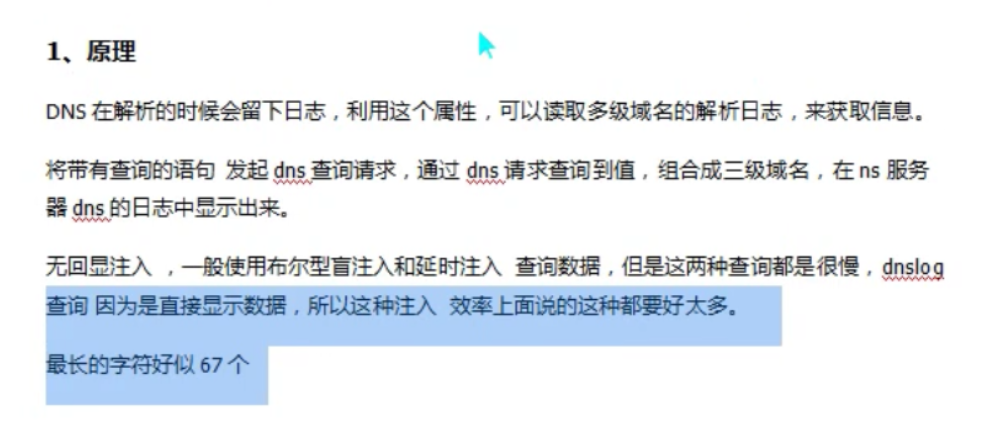 1、原理
DNS 在解析的时候会留下日志，利用这个属性，可以读取多级域名的解析日志，来获取信息。
将带有查询的语句 发起 dns 查询请求，通过 dns 请求查询到值，组合成三级域名，在 ns 服务
器 dns 的日志中显示出来。
无回显注入 ，一般使用布尔型盲注入和延时注入 查询数据，但是这两种查询都是很慢，dnslog
查询 因为是直接显示数据，所以这种注入 效率上面说的这种都要好太多。
最长的字符好似 67 个